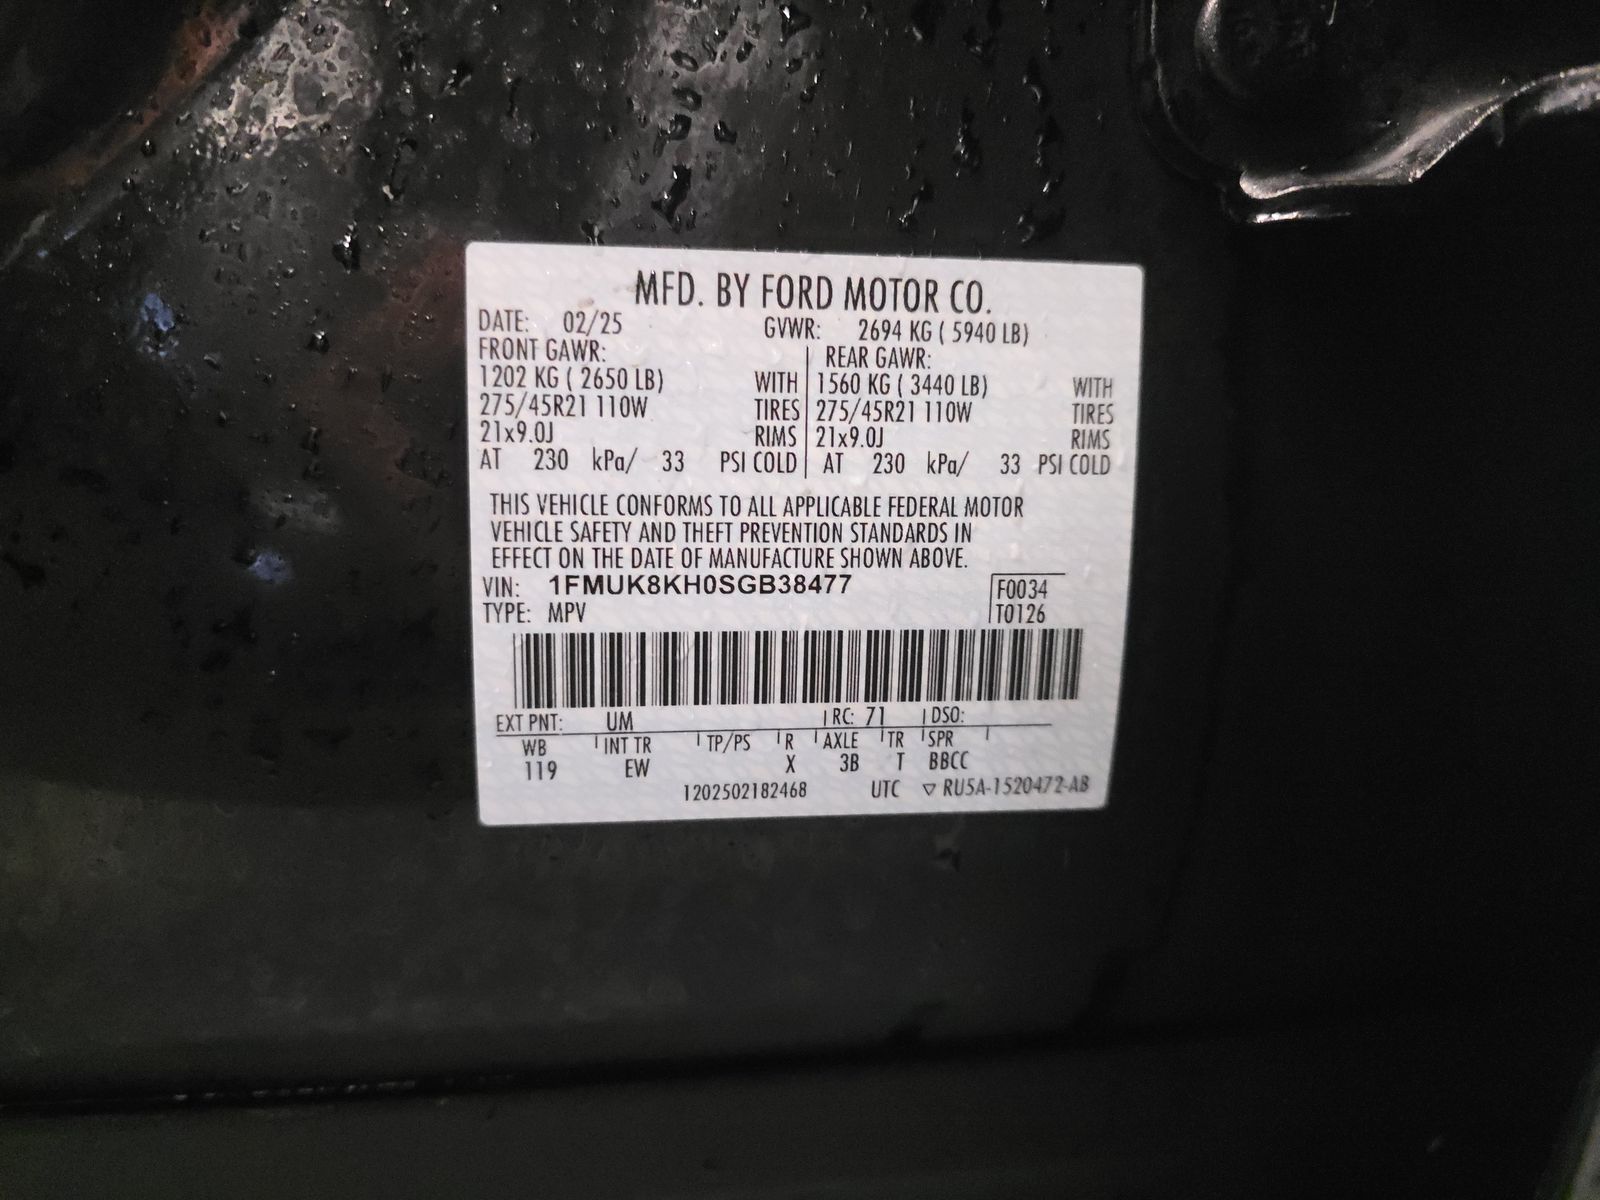 MFD. BY FORD MOTOR CO.
DATE: 02/25 GVWR: 2694 KG ( 5940 LB)
FRONT GAWR: REAR GAWR:
1202 KG ( 2650 LB) WITH 1560 KG ( 3440 LB) WITH
275/45R21 110W TIRES 275/45R21 110W TIRES
21x9.0J RIMS 21x9.0J RIMS
AT 230 kPa/ 33 PSI COLD AT 230 kPa/ 33 PSI COLD
THIS VEHICLE CONFORMS TO ALL APPLICABLE FEDERAL MOTOR
VEHICLE SAFETY AND THEFT PREVENTION STANDARDS IN
EFFECT ON THE DATE OF MANUFACTURE SHOWN ABOVE.
VIN: 1FMUK8KH0SGB38477 F0034
TYPE: MPV T0126
EXT PNT: UM RC: 71 DSO:
WB INT TR TP/PS R AXLE TR SPR
119 EW X 3B T BBCC
1202502182468 UTC ▽ RU5A-1520472-AB